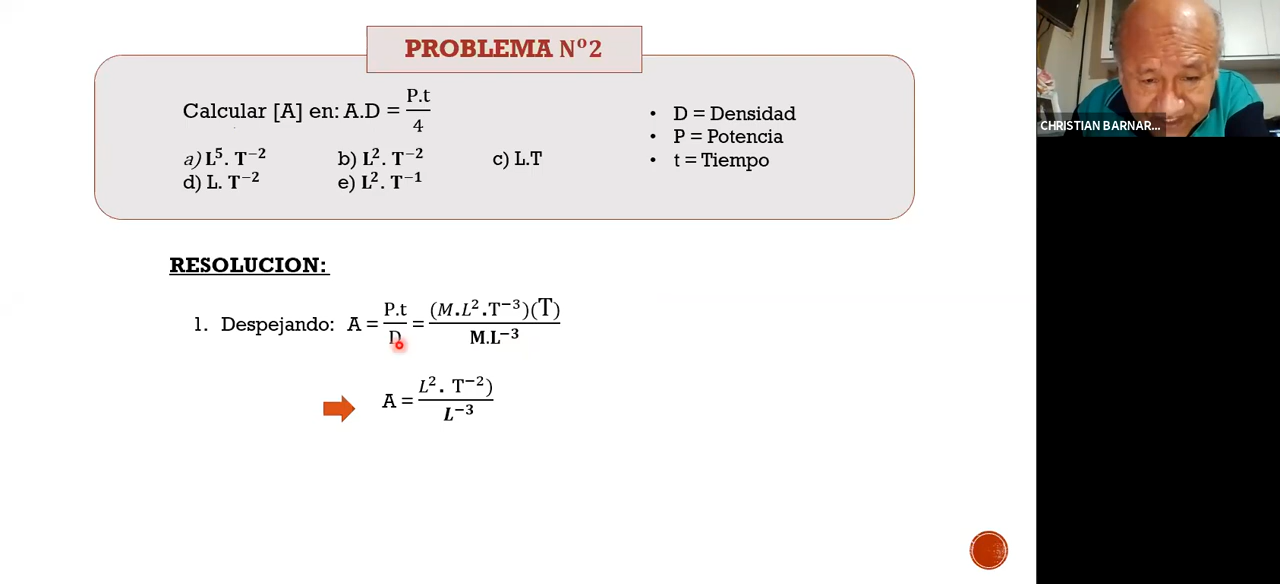 PROBLEMA Nº2
Calcular [A] en: A.D = P.t / 4
a) L⁵. T⁻² b) L². T⁻² c) L.T
d) L. T⁻² e) L². T⁻¹
• D = Densidad
• P = Potencia
• t = Tiempo
CHRISTIAN BARNAR...
RESOLUCION:
1. Despejando: A = P.t / D = (M.L².T⁻³)(T) / M.L⁻³
A = L². T⁻²) / L⁻³